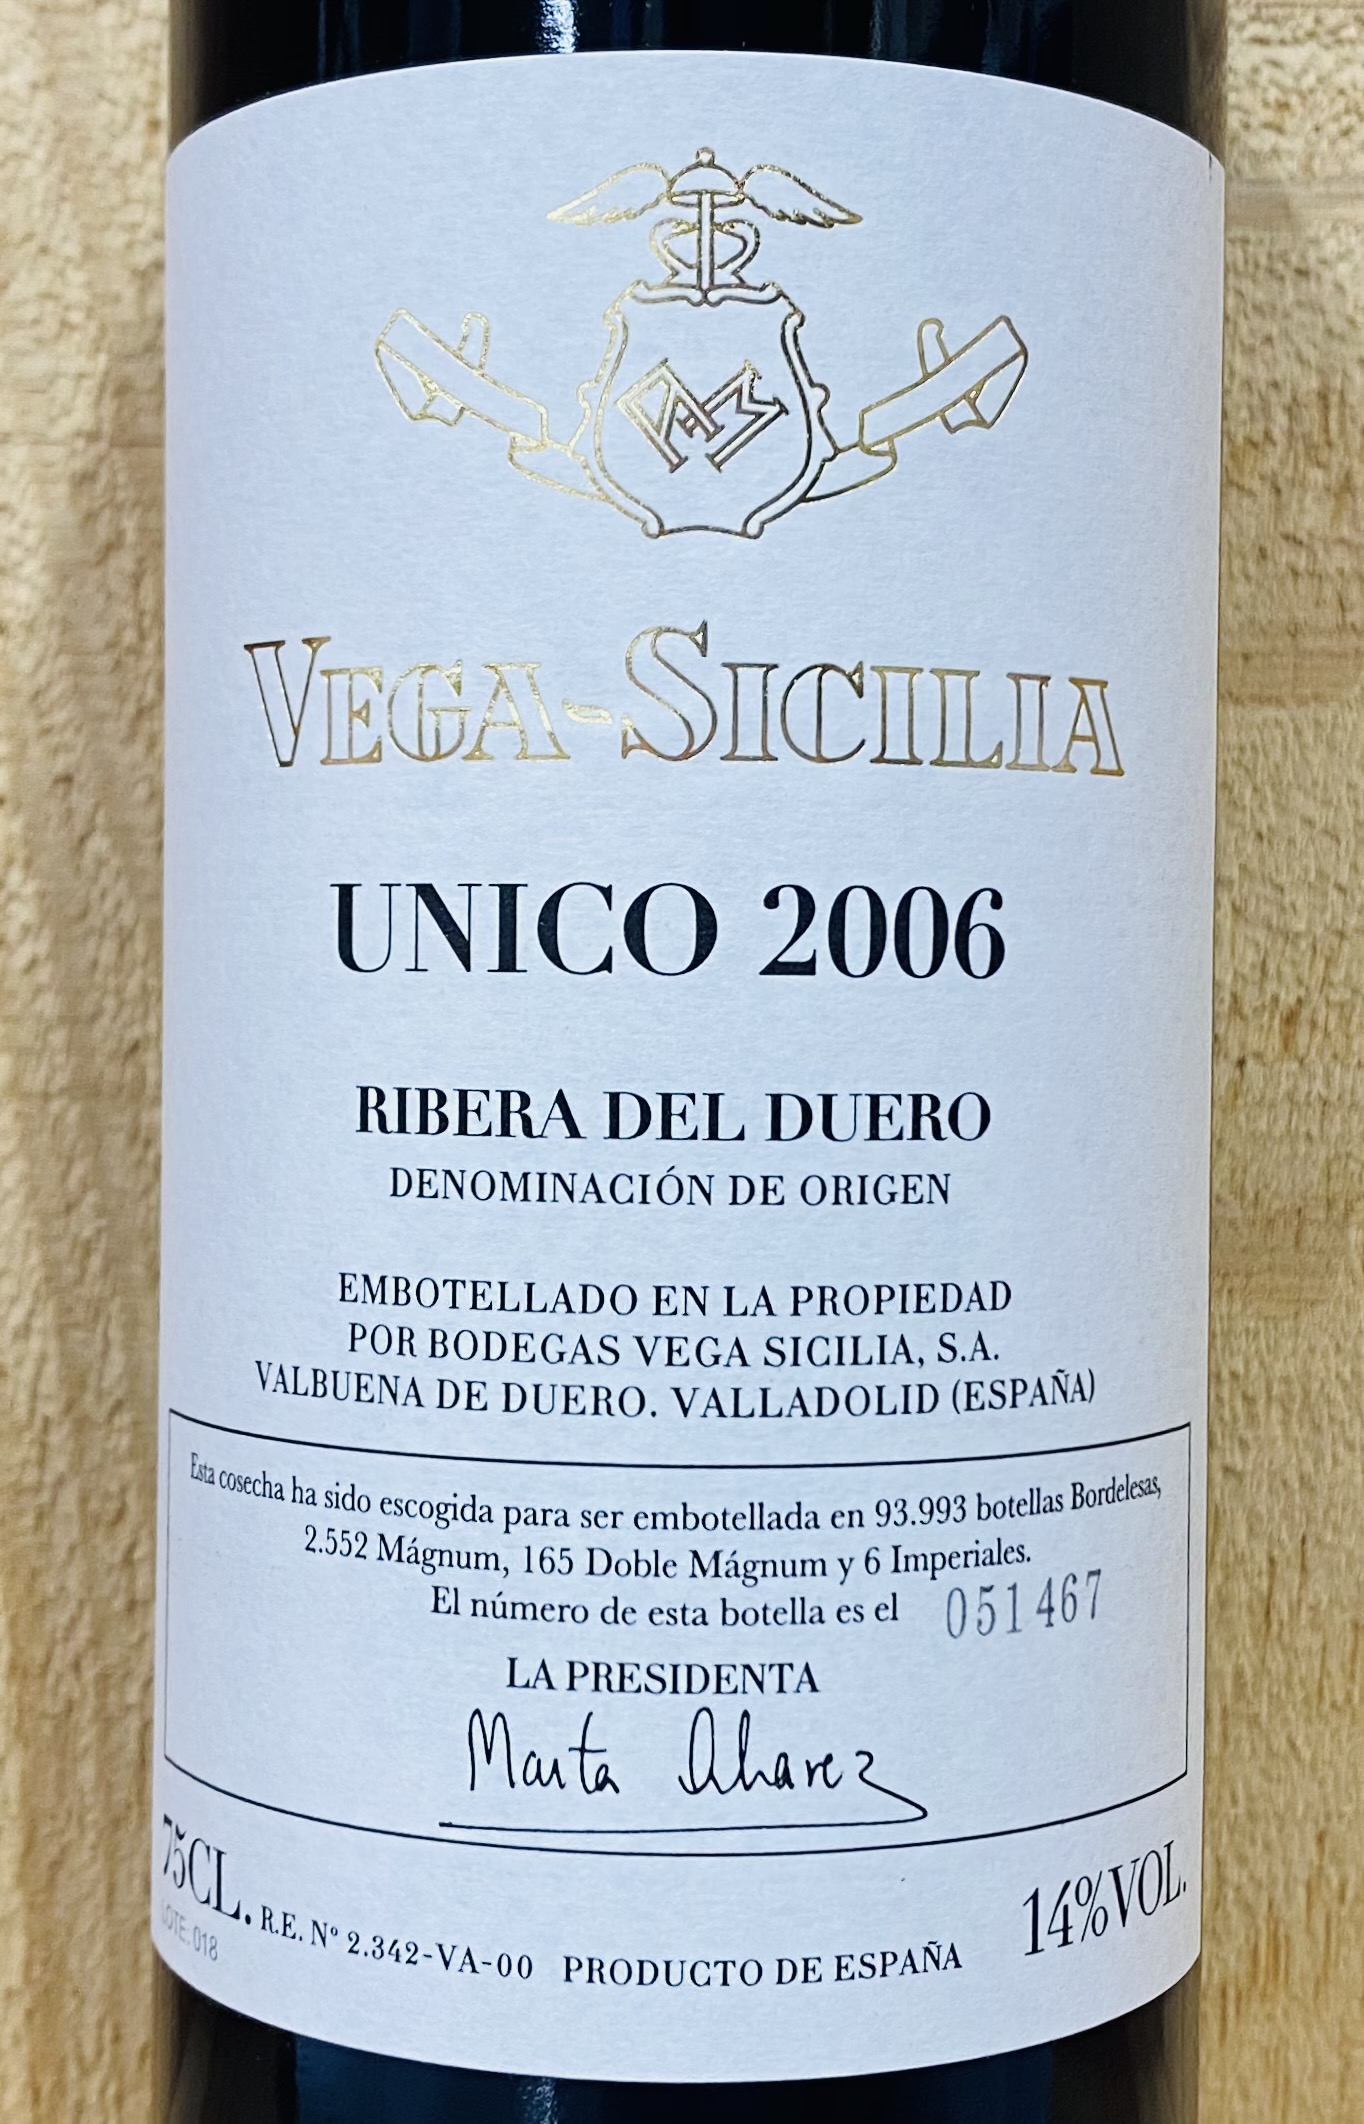 VEGA-SICILIA
UNICO 2006
RIBERA DEL DUERO
DENOMINACIÓN DE ORIGEN
EMBOTELLADO EN LA PROPIEDAD
POR BODEGAS VEGA SICILIA, S.A.
VALBUENA DE DUERO. VALLADOLID (ESPAÑA)
Esta cosecha ha sido escogida para ser embotellada en 93.993 botellas Bordelesas,
2.552 Mágnum, 165 Doble Mágnum y 6 Imperiales.
El número de esta botella es el 051467
LA PRESIDENTA
Marta Alvarez
75CL. R.E. Nº 2.342-VA-00 PRODUCTO DE ESPAÑA 14%VOL.
LOTE: 018